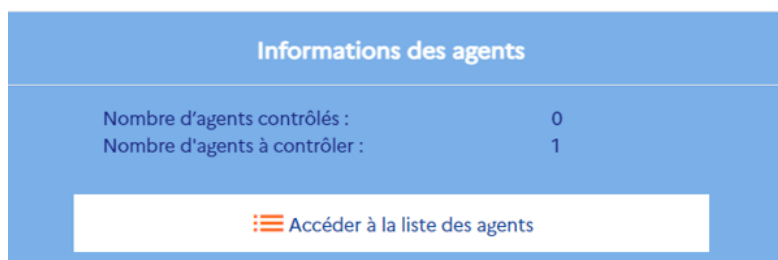 Informations des agents
Nombre d’agents contrôlés : 0
Nombre d'agents à contrôler : 1
Accéder à la liste des agents